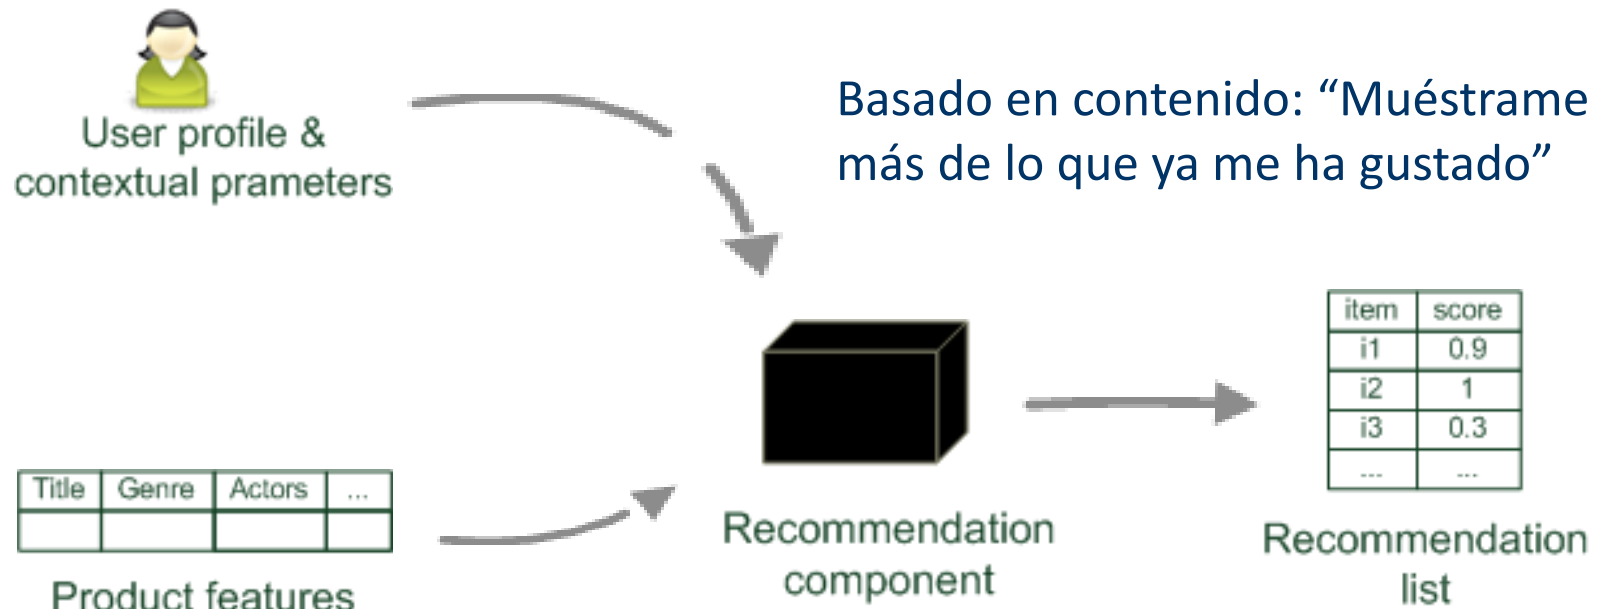 User profile &
contextual prameters
Basado en contenido: “Muéstrame
más de lo que ya me ha gustado”
Title Genre Actors ...
Product features
Recommendation
component
item score
i1 0.9
i2 1
i3 0.3
... ...
Recommendation
list